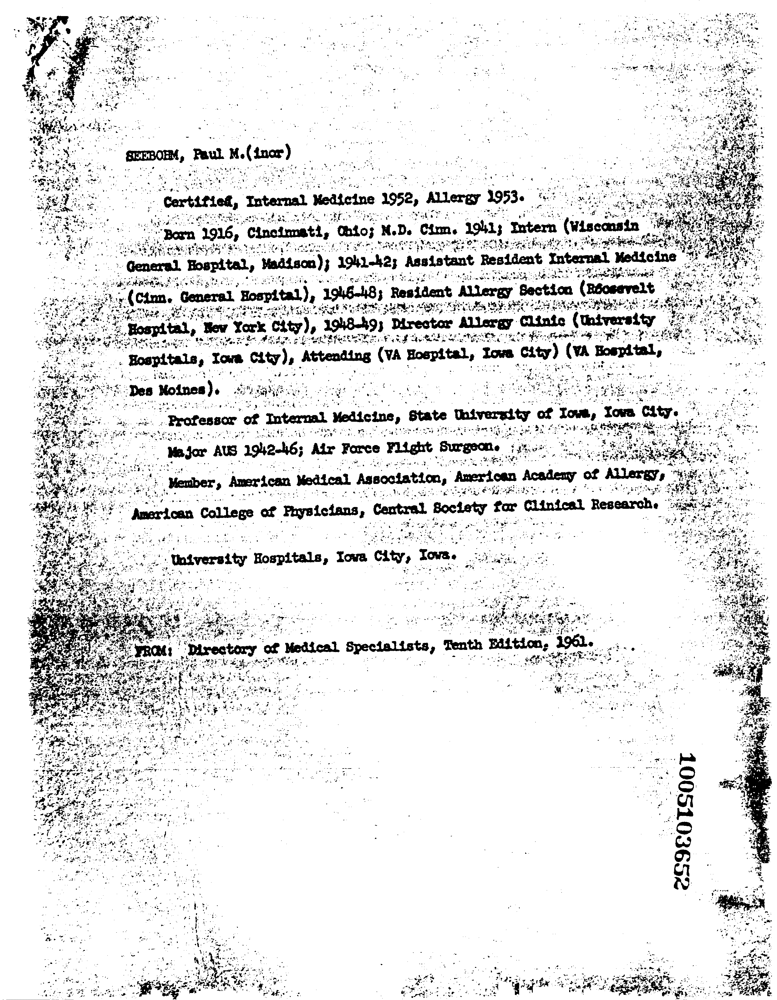 SEEBOHM, Paul M.(inor)
Certified, Internal Medicine 1952, Allergy 1953.
Born 1916, Cincinnati, Ohio; M.D. Cinn. 1941; Intern (Wisconsin
General Hospital, Madison); 1941-42; Assistant Resident Internal Medicine
(Cinn. General Hospital), 1946-48; Resident Allergy Section (Roosevelt
Hospital, New York City), 1948-49; Director Allergy Clinic (University
Hospitals, Iowa City), Attending (VA Hospital, Iowa City) (VA Hospital,
Des Moines).
Professor of Internal Medicine, State University of Iowa, Iowa City.
Major AUS 1942-46; Air Force Flight Surgeon.
Member, American Medical Association, American Academy of Allergy,
American College of Physicians, Central Society for Clinical Research.
University Hospitals, Iowa City, Iowa.
FROM: Directory of Medical Specialists, Tenth Edition, 1961.
1005103652